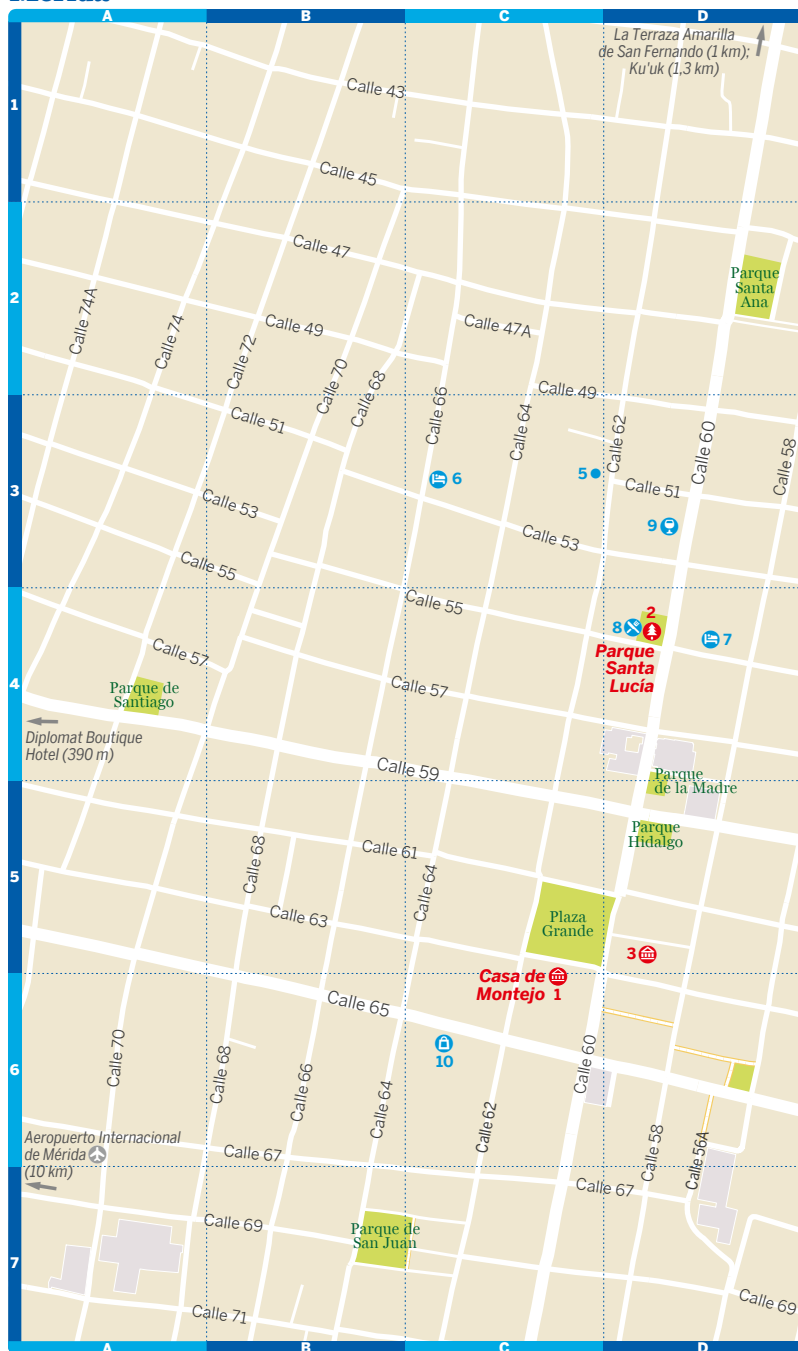 A B C D
La Terraza Amarilla
de San Fernando (1 km);
Ku'uk (1,3 km)
1
Calle 43
Calle 45
Calle 47
2
Parque
Santa
Ana
Calle 74A
Calle 74
Calle 72
Calle 49
Calle 70
Calle 68
Calle 47A
Calle 66
Calle 64
Calle 49
Calle 62
Calle 60
Calle 58
Calle 51
3
6
5
Calle 51
9
Calle 53
Calle 53
Calle 55
Calle 55
2
8
7
Parque
Santa
Lucía
4
Calle 57
Calle 57
Parque de
Santiago
Diplomat Boutique
Hotel (390 m)
Calle 59
Parque
de la Madre
Parque
Hidalgo
5
Calle 68
Calle 61
Calle 64
Calle 63
Plaza
Grande
3
Casa de
Montejo 1
Calle 65
6
10
Calle 70
Calle 68
Calle 66
Calle 64
Calle 62
Calle 60
Calle 58
Calle 56A
Aeropuerto Internacional
de Mérida
(10 km)
Calle 67
Calle 67
Calle 69
Parque de
San Juan
7
Calle 69
Calle 71
A B C D